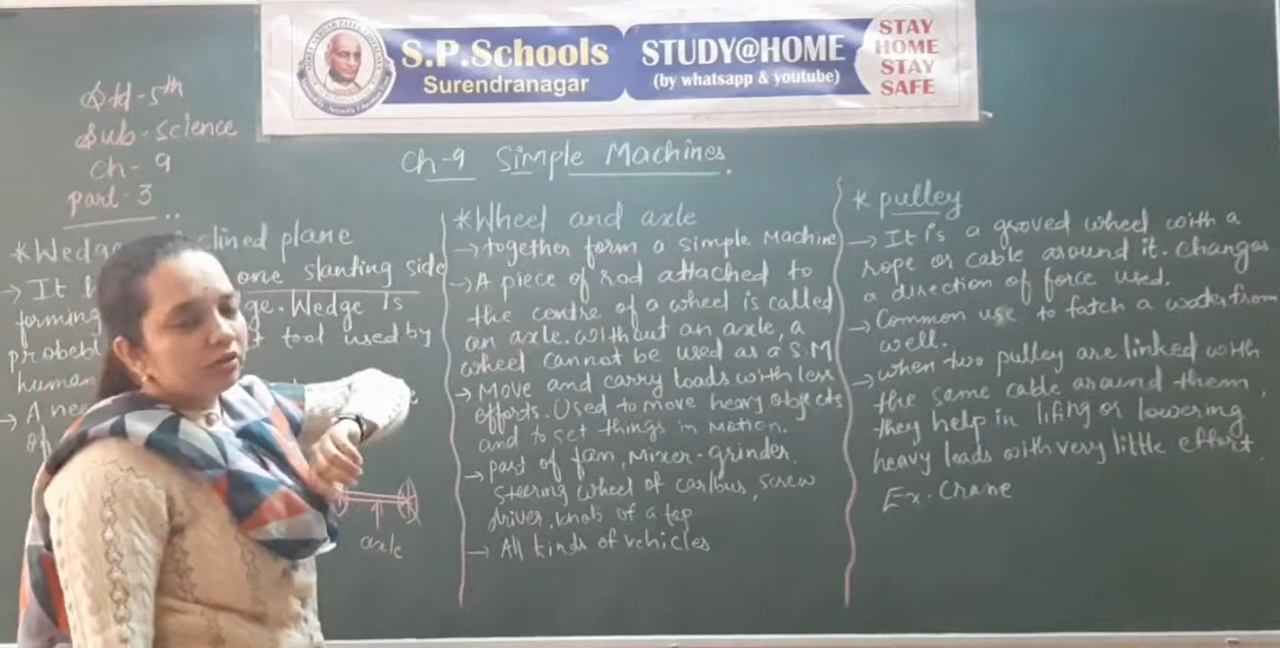 S.P.Schools
Surendranagar
STUDY@HOME
(by whatsapp & youtube)
STAY
HOME
STAY
SAFE
Std-5th
Sub-Science
Ch-9
part-3
Ch-9 Simple Machines.
*Wedge clined plane
→ It one slanting side
forming ge. Wedge is
probebl t tool used by
human
→ A ne
of
axle
*Wheel and axle
→ together form a simple Machine
→ A piece of rod attached to
the centre of a wheel is called
an axle. without an axle, a
wheel cannot be used as a S M
→ Move and carry loads with less
efforts. Used to move heavy objects
and to set things in Motion.
→ part of fan, Mixer-grinder.
steering wheel of car/bus, screw
driver, knobs of a tap
→ All kinds of vehicles
* pulley
→ It is a groved wheel with a
rope or cable around it. Changes
a direction of force used.
→ Common use to fatch a water from
well.
→ when two pulley are linked with
the same cable around them,
they help in lifing or lowering
heavy loads with very little effort.
Ex. Crane